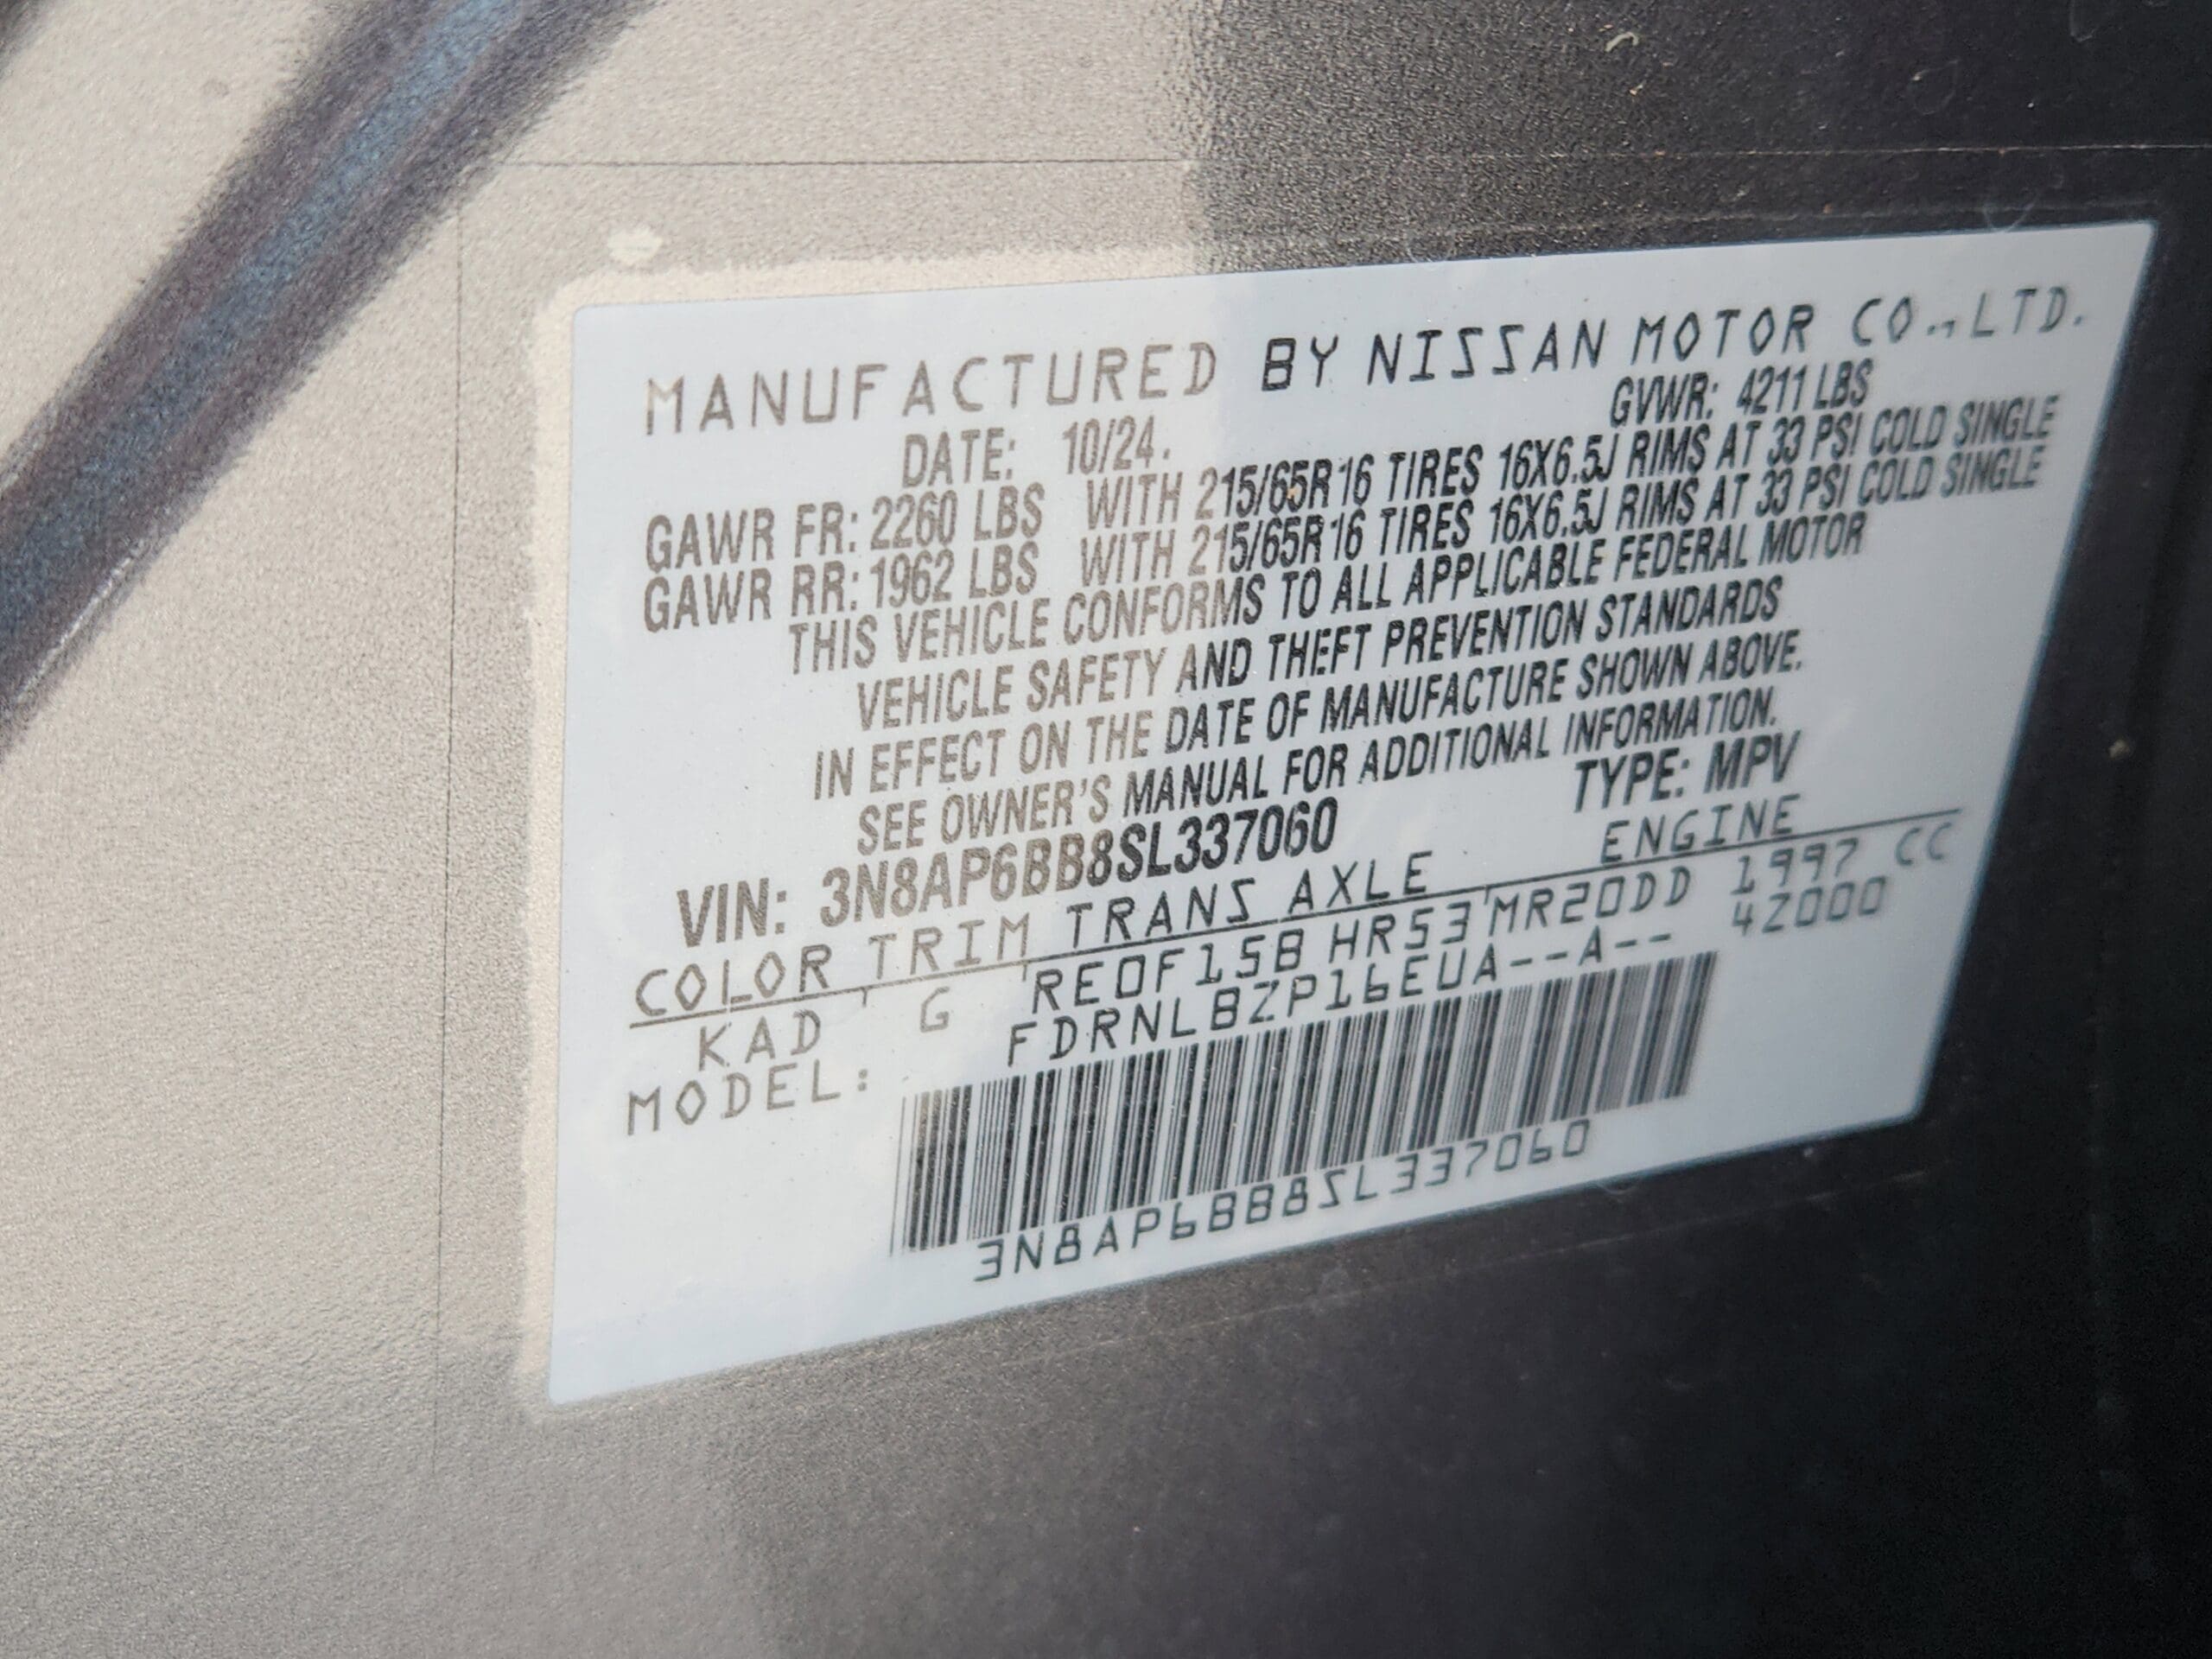 MANUFACTURED BY NISSAN MOTOR CO.,LTD.
DATE: 10/24. GVWR: 4211 LBS
GAWR FR: 2260 LBS WITH 215/65R16 TIRES 16X6.5J RIMS AT 33 PSI COLD SINGLE
GAWR RR: 1962 LBS WITH 215/65R16 TIRES 16X6.5J RIMS AT 33 PSI COLD SINGLE
THIS VEHICLE CONFORMS TO ALL APPLICABLE FEDERAL MOTOR
VEHICLE SAFETY AND THEFT PREVENTION STANDARDS
IN EFFECT ON THE DATE OF MANUFACTURE SHOWN ABOVE.
SEE OWNER'S MANUAL FOR ADDITIONAL INFORMATION.
VIN: 3N8AP6BB8SL337060 TYPE: MPV
COLOR TRIM TRANS AXLE ENGINE
KAD G RE0F15B HR53 MR20DD 1997 CC
MODEL: FDRNLBZP16EUA--A-- 4Z000
3N8AP6BB8SL337060